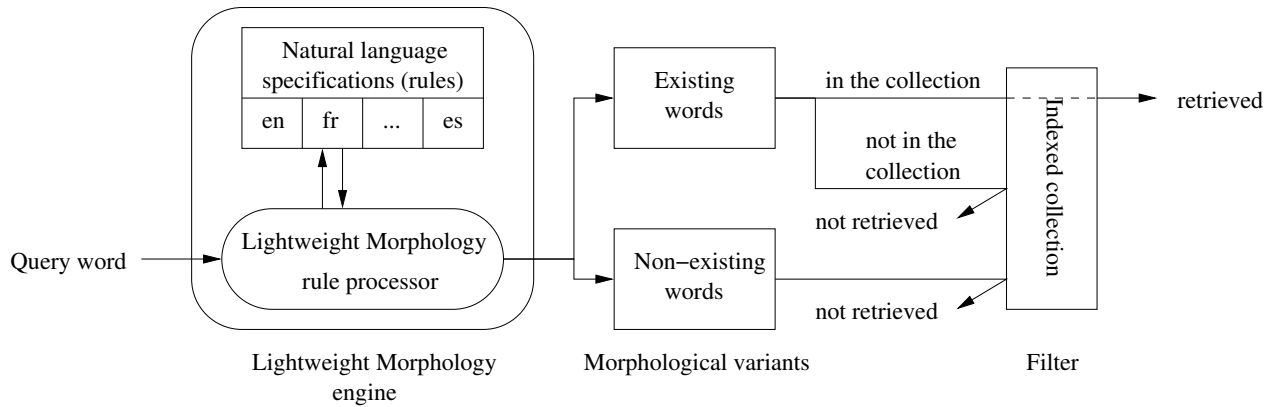 Natural language
specifications (rules)
en fr ... es
Lightweight Morphology
rule processor
Query word
Existing
words
Non−existing
words
in the collection
not in the
collection
not retrieved
not retrieved
Indexed collection
retrieved
Lightweight Morphology
engine
Morphological variants
Filter